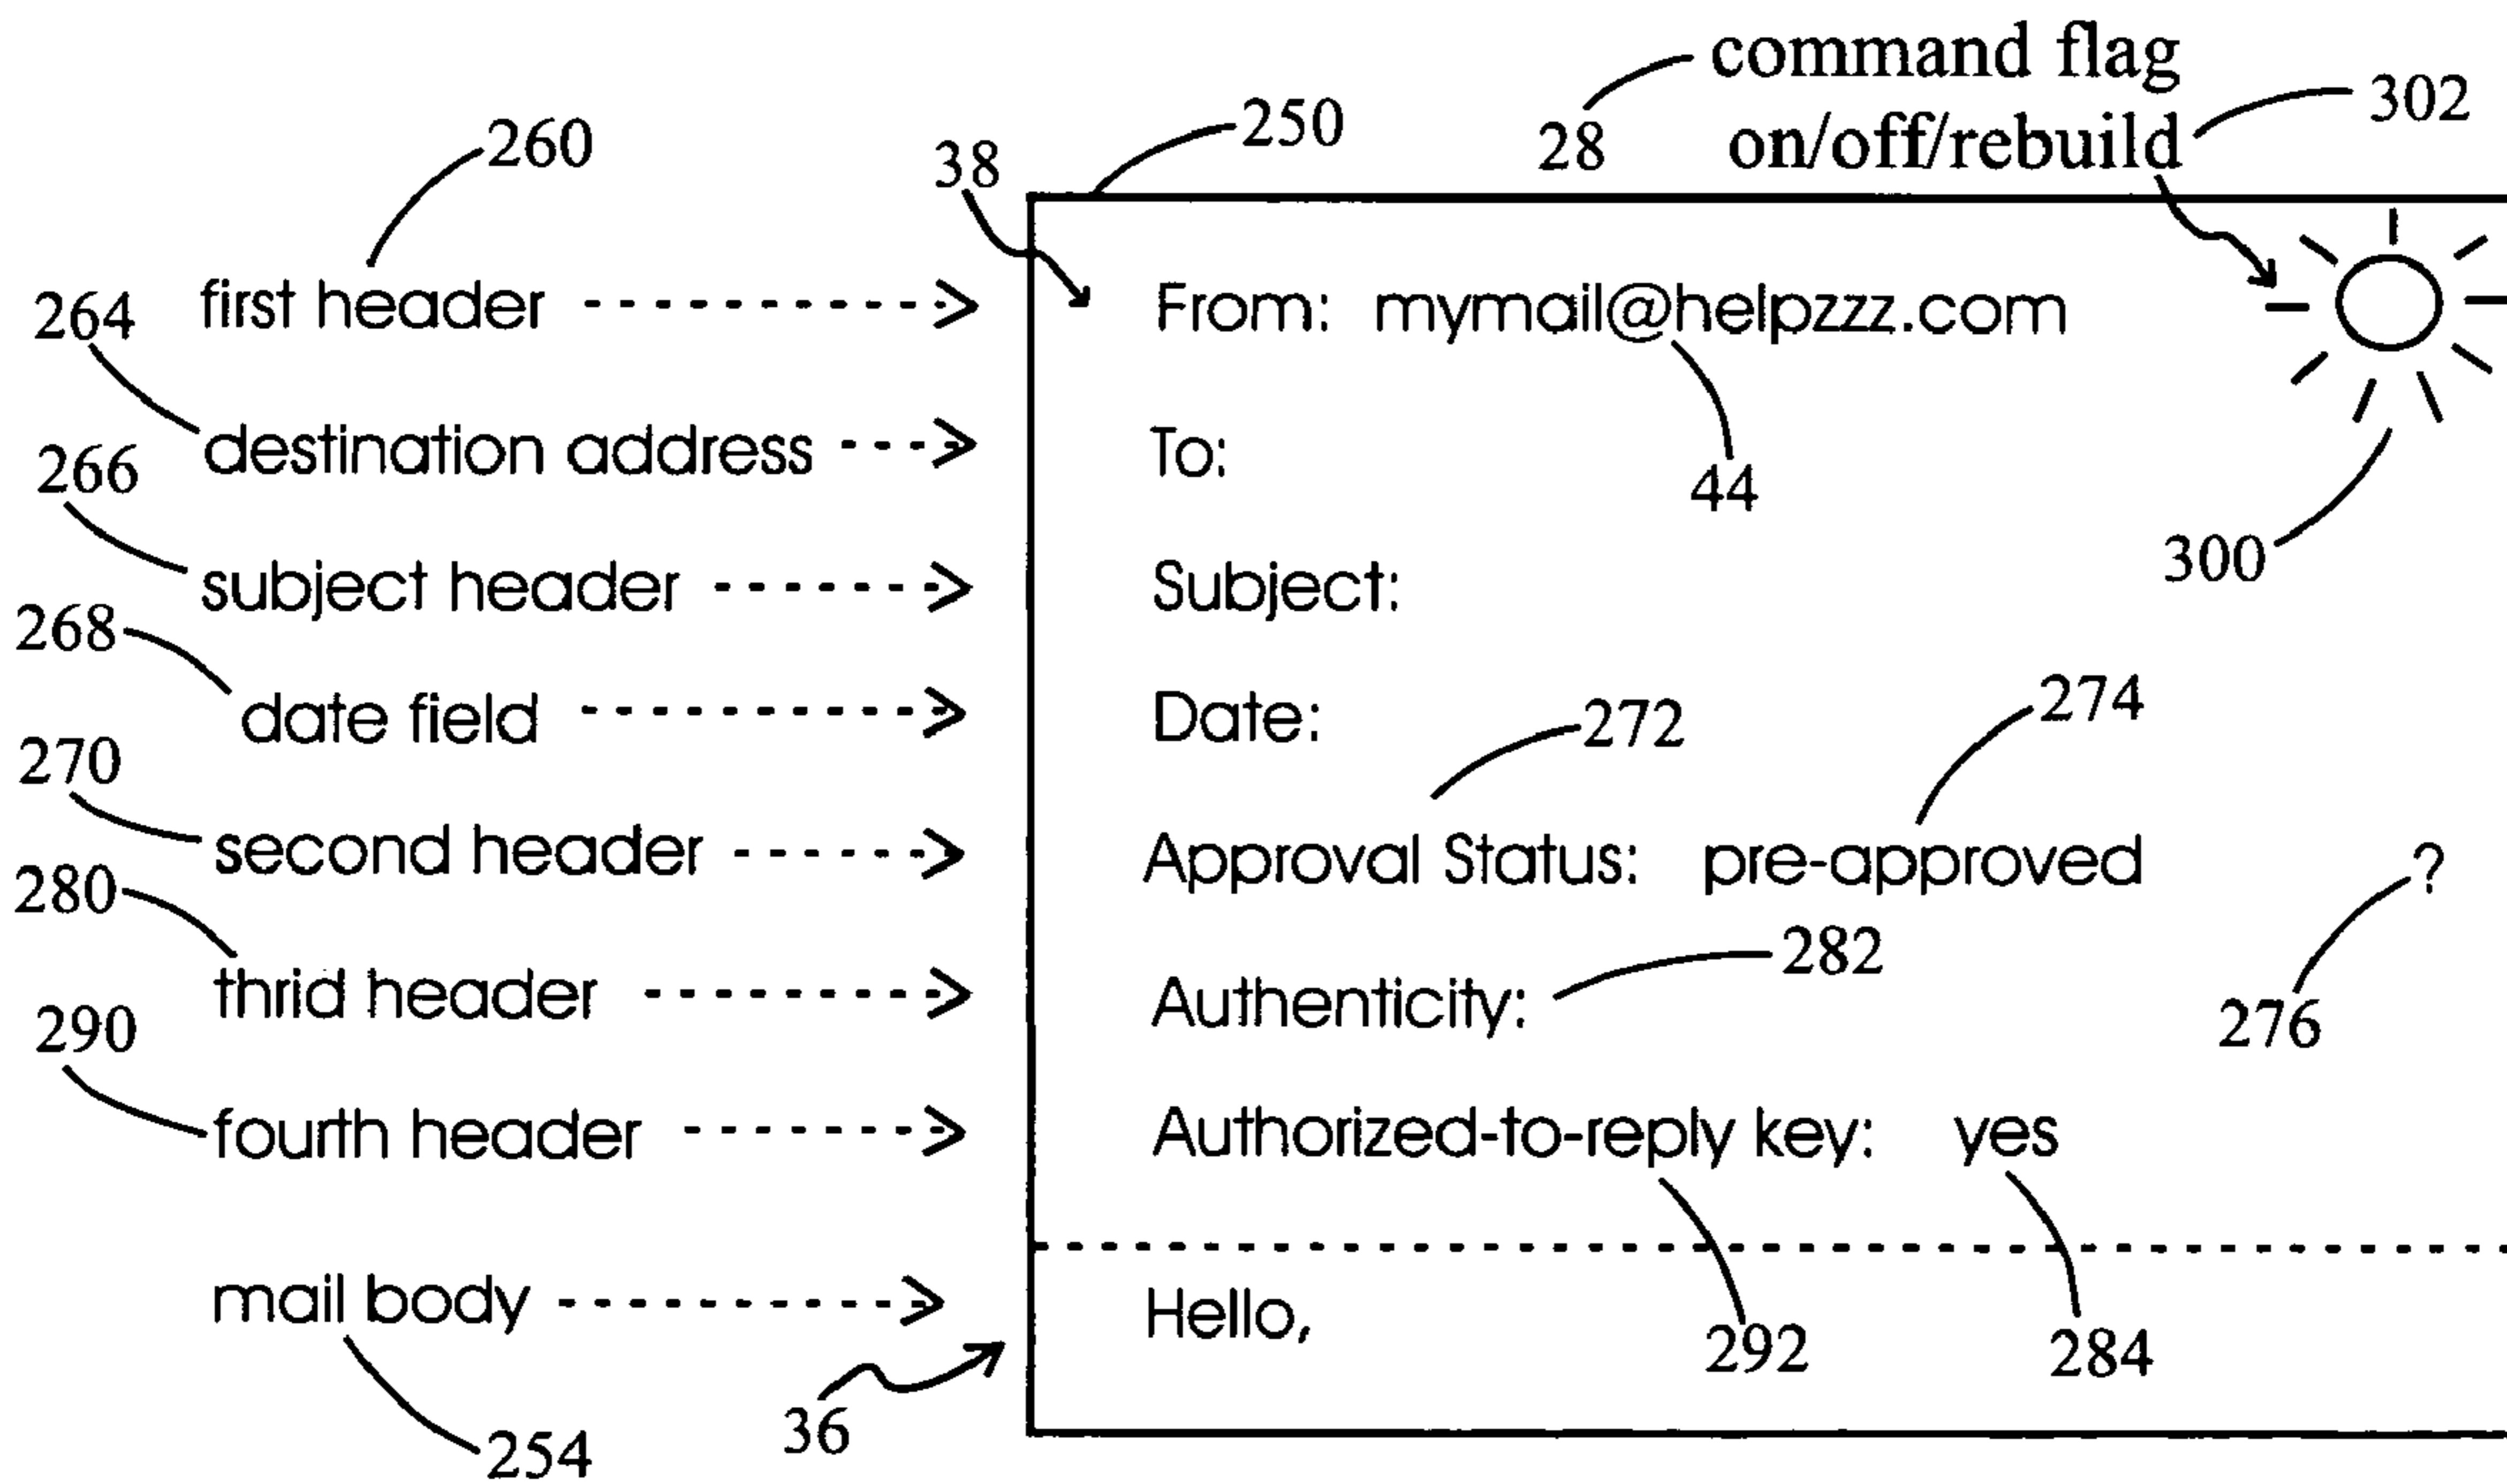 28 command flag
on/off/rebuild 302
260 38 250
264 first header From: mymail@helpzzz.com
44
destination address To:
266
300
subject header Subject:
268
date field Date: 272 274
270
second header Approval Status: pre-approved ?
280
282
thrid header Authenticity: 276
290
fourth header Authorized-to-reply key: yes
mail body Hello,
292 284
36
254